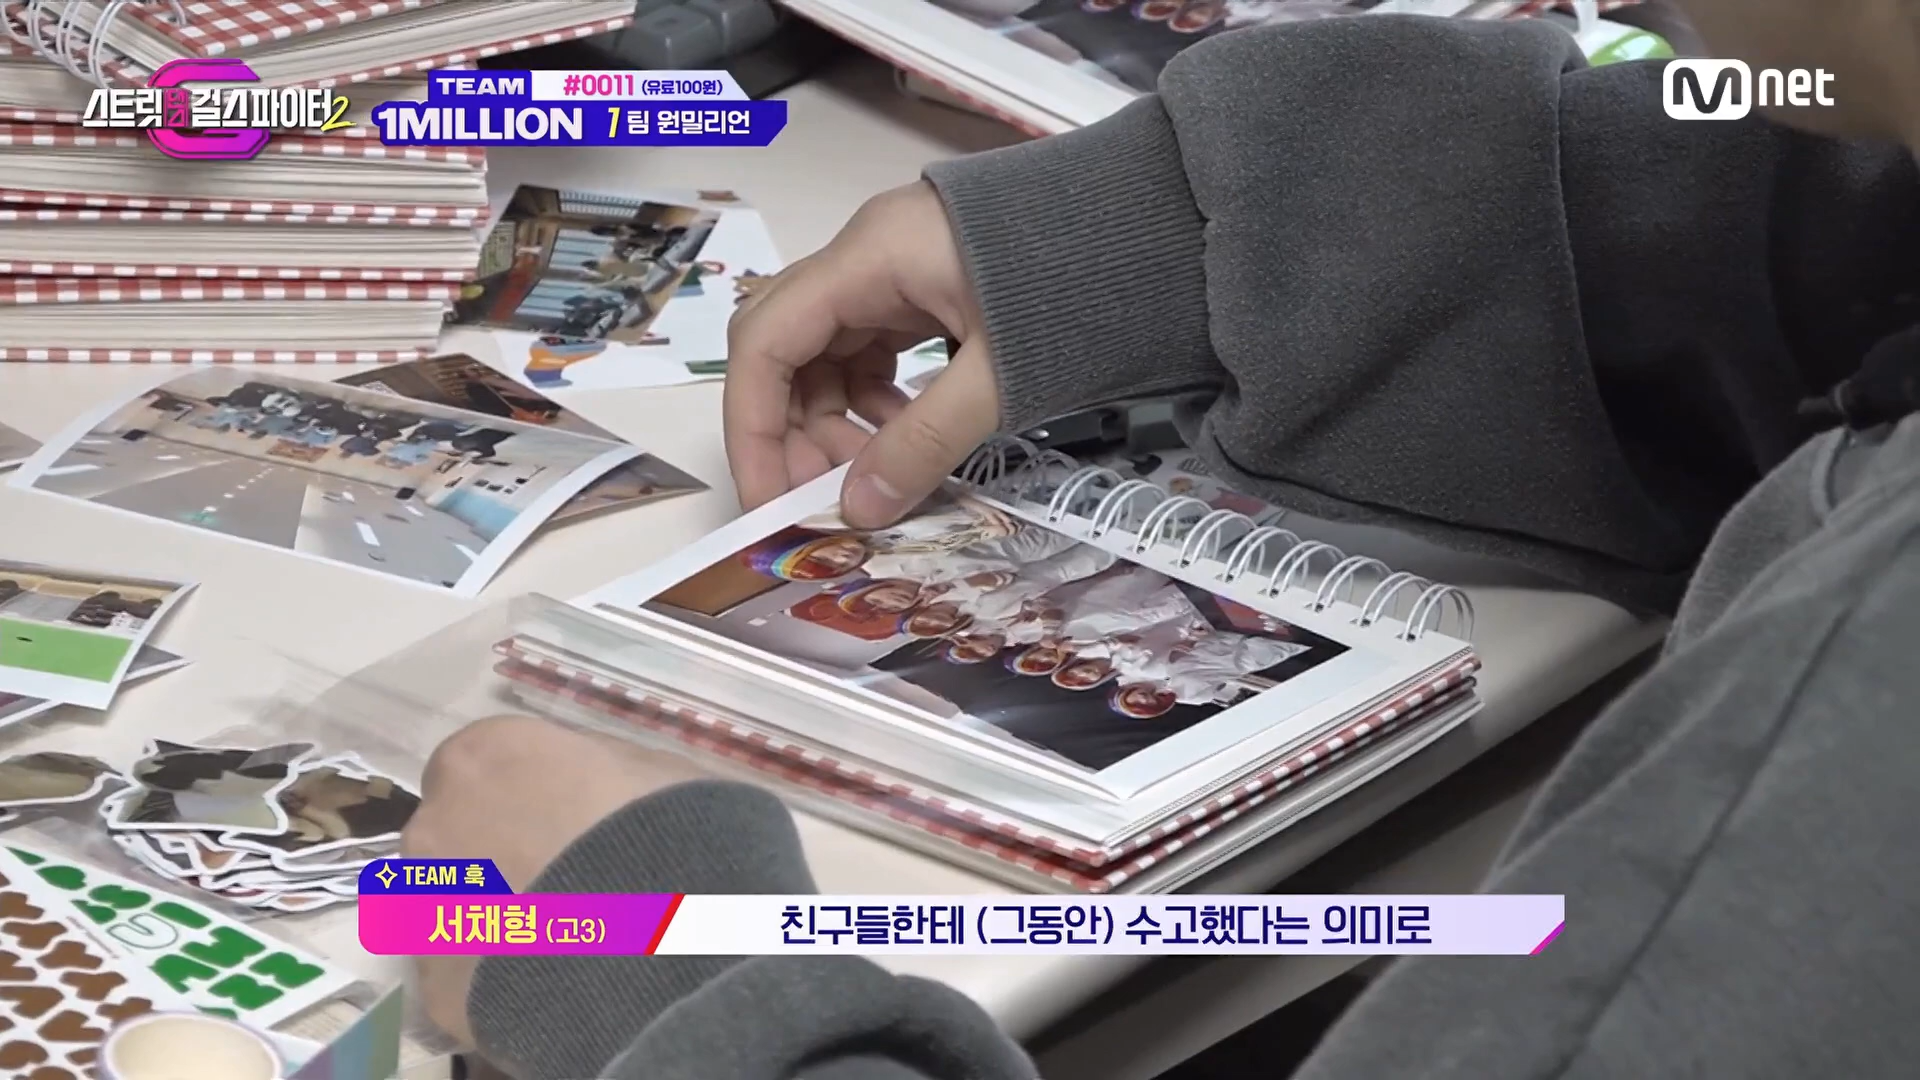 스트릿댄스걸스파이터2
TEAM #0011 (유료100원)
1MILLION 1팀 원밀리언
Mnet
TEAM 훅
서채형 (고3) 친구들한테 (그동안) 수고했다는 의미로